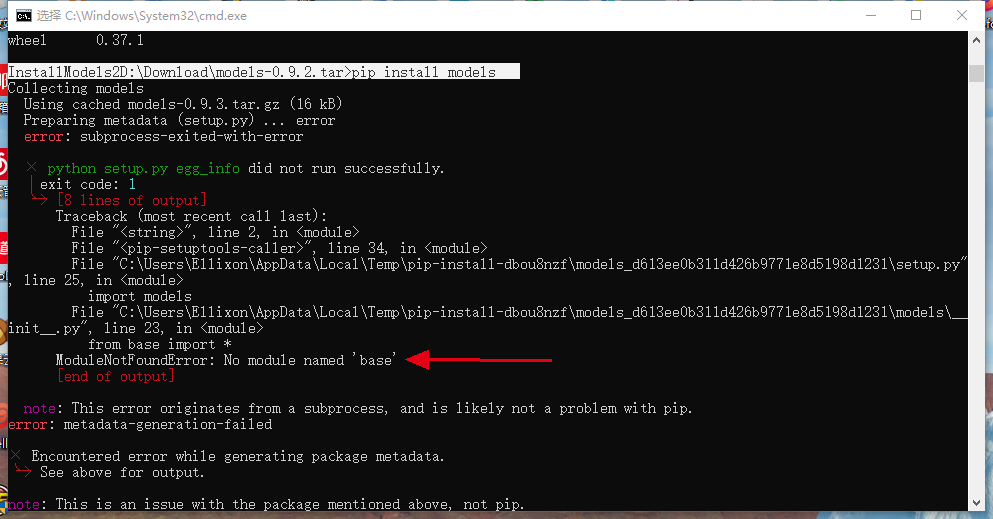 选择 C:\Windows\System32\cmd.exe
wheel 0.37.1
InstallModels2D:\Download\models-0.9.2.tar>pip install models
Collecting models
Using cached models-0.9.3.tar.gz (16 kB)
Preparing metadata (setup.py) ... error
error: subprocess-exited-with-error
× python setup.py egg_info did not run successfully.
exit code: 1
[8 lines of output]
Traceback (most recent call last):
File "<string>", line 2, in <module>
File "<pip-setuptools-caller>", line 34, in <module>
File "C:\Users\Ellixon\AppData\Local\Temp\pip-install-dbou8nzf\models_d613ee0b311d426b9771e8d5198d1231\setup.py"
, line 25, in <module>
import models
File "C:\Users\Ellixon\AppData\Local\Temp\pip-install-dbou8nzf\models_d613ee0b311d426b9771e8d5198d1231\models\__
init__.py", line 23, in <module>
from base import *
ModuleNotFoundError: No module named 'base'
[end of output]
note: This error originates from a subprocess, and is likely not a problem with pip.
error: metadata-generation-failed
× Encountered error while generating package metadata.
See above for output.
note: This is an issue with the package mentioned above, not pip.